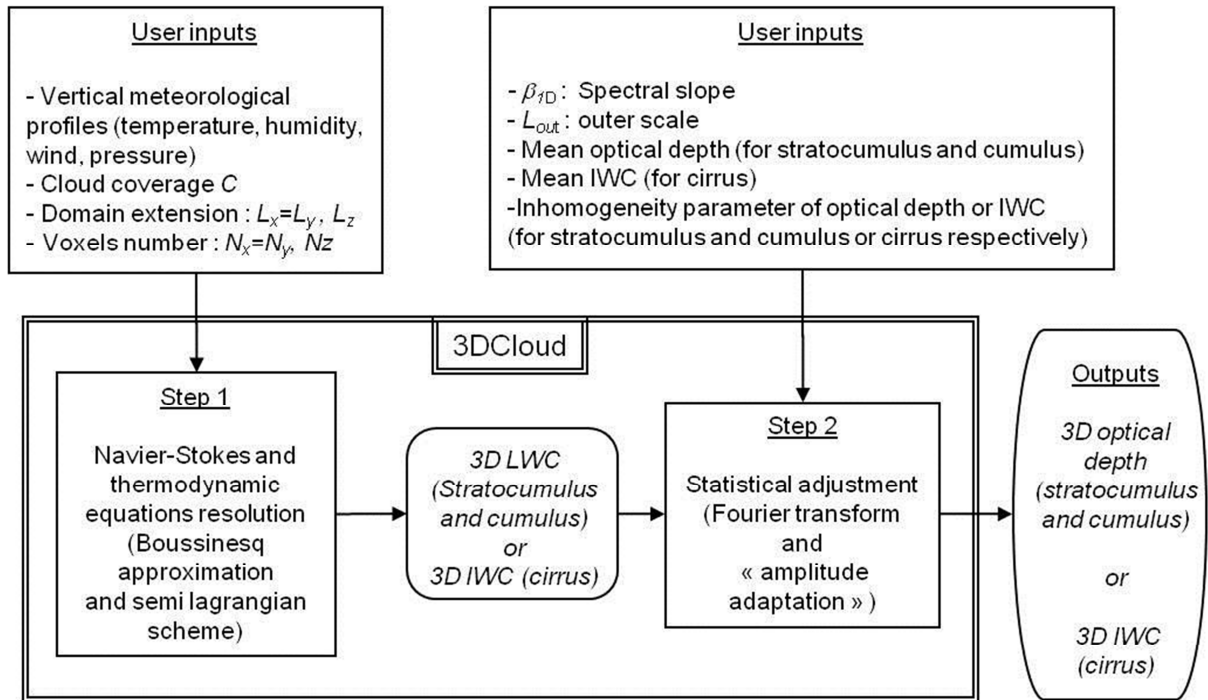 User inputs
- Vertical meteorological
profiles (temperature, humidity,
wind, pressure)
- Cloud coverage C
- Domain extension : Lx=Ly, Lz
- Voxels number : Nx=Ny, Nz
User inputs
- β1D : Spectral slope
- Lout : outer scale
- Mean optical depth (for stratocumulus and cumulus)
- Mean IWC (for cirrus)
-Inhomogeneity parameter of optical depth or IWC
(for stratocumulus and cumulus or cirrus respectively)
3DCloud
Step 1
Navier-Stokes and
thermodynamic
equations resolution
(Boussinesq
approximation
and semi lagrangian
scheme)
3D LWC
(Stratocumulus
and cumulus)
or
3D IWC (cirrus)
Step 2
Statistical adjustment
(Fourier transform
and
« amplitude
adaptation » )
Outputs
3D optical
depth
(stratocumulus
and cumulus)
or
3D IWC
(cirrus)